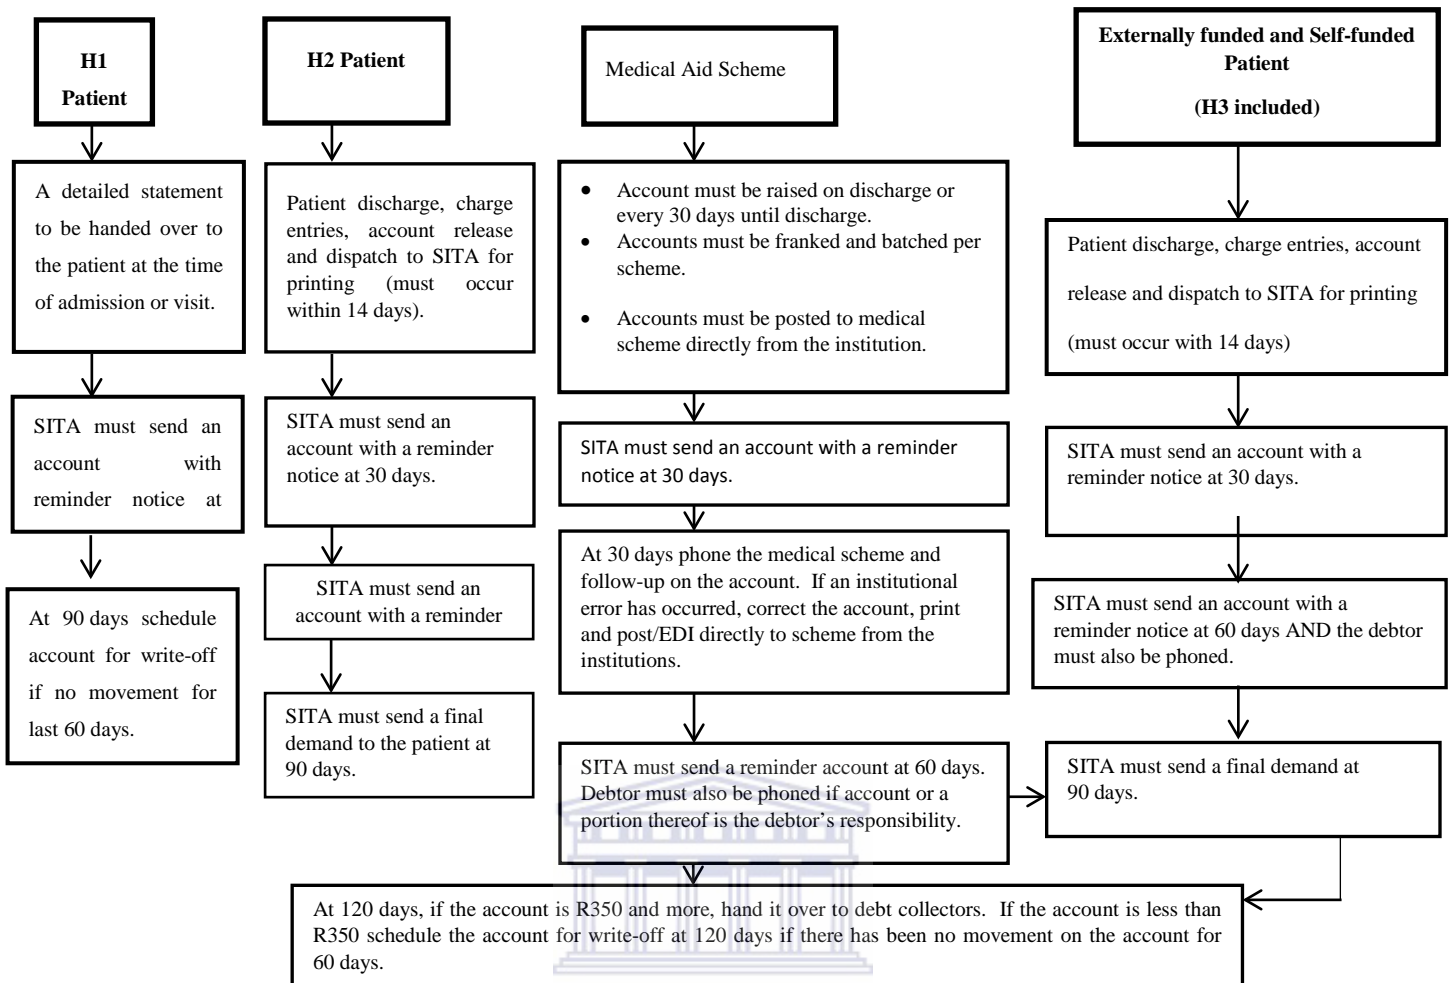 H1
Patient
A detailed statement
to be handed over to
the patient at the time
of admission or visit.
SITA must send an
account with
reminder notice at
At 90 days schedule
account for write-off
if no movement for
last 60 days.
H2 Patient
Patient discharge, charge
entries, account release
and dispatch to SITA for
printing (must occur
within 14 days).
SITA must send an
account with a reminder
notice at 30 days.
SITA must send an
account with a reminder
SITA must send a final
demand to the patient at
90 days.
Medical Aid Scheme
• Account must be raised on discharge or
every 30 days until discharge.
• Accounts must be franked and batched per
scheme.
• Accounts must be posted to medical
scheme directly from the institution.
SITA must send an account with a reminder
notice at 30 days.
At 30 days phone the medical scheme and
follow-up on the account. If an institutional
error has occurred, correct the account, print
and post/EDI directly to scheme from the
institutions.
SITA must send a reminder account at 60 days.
Debtor must also be phoned if account or a
portion thereof is the debtor's responsibility.
Externally funded and Self-funded
Patient
(H3 included)
Patient discharge, charge entries, account
release and dispatch to SITA for printing
(must occur with 14 days)
SITA must send an account with a
reminder notice at 30 days.
SITA must send an account with a
reminder notice at 60 days AND the debtor
must also be phoned.
SITA must send a final demand at
90 days.
At 120 days, if the account is R350 and more, hand it over to debt collectors. If the account is less than
R350 schedule the account for write-off at 120 days if there has been no movement on the account for
60 days.